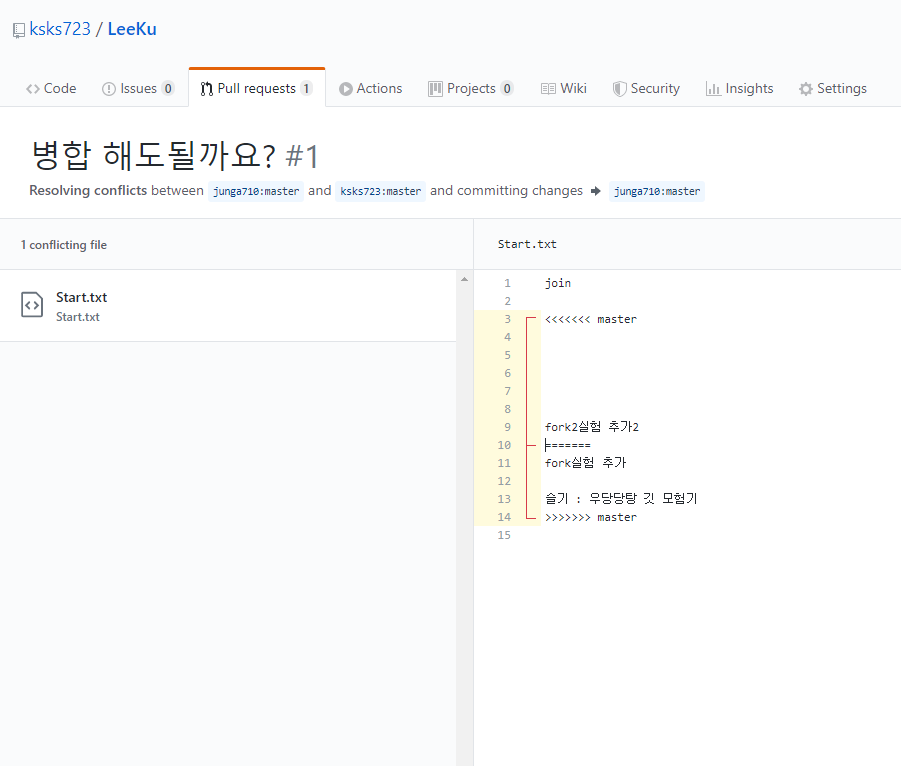 ksks723 / LeeKu
Code Issues 0 Pull requests 1 Actions Projects 0 Wiki Security Insights Settings
병합 해도될까요? #1
Resolving conflicts between junga710:master and ksks723:master and committing changes → junga710:master
1 conflicting file
Start.txt
Start.txt
Start.txt
1 join
2
3 <<<<<<< master
4
5
6
7
8
9 fork2실험 추가2
10 =======
11 fork실험 추가
12
13 슬기 : 우당당탕 깃 모험기
14 >>>>>>> master
15